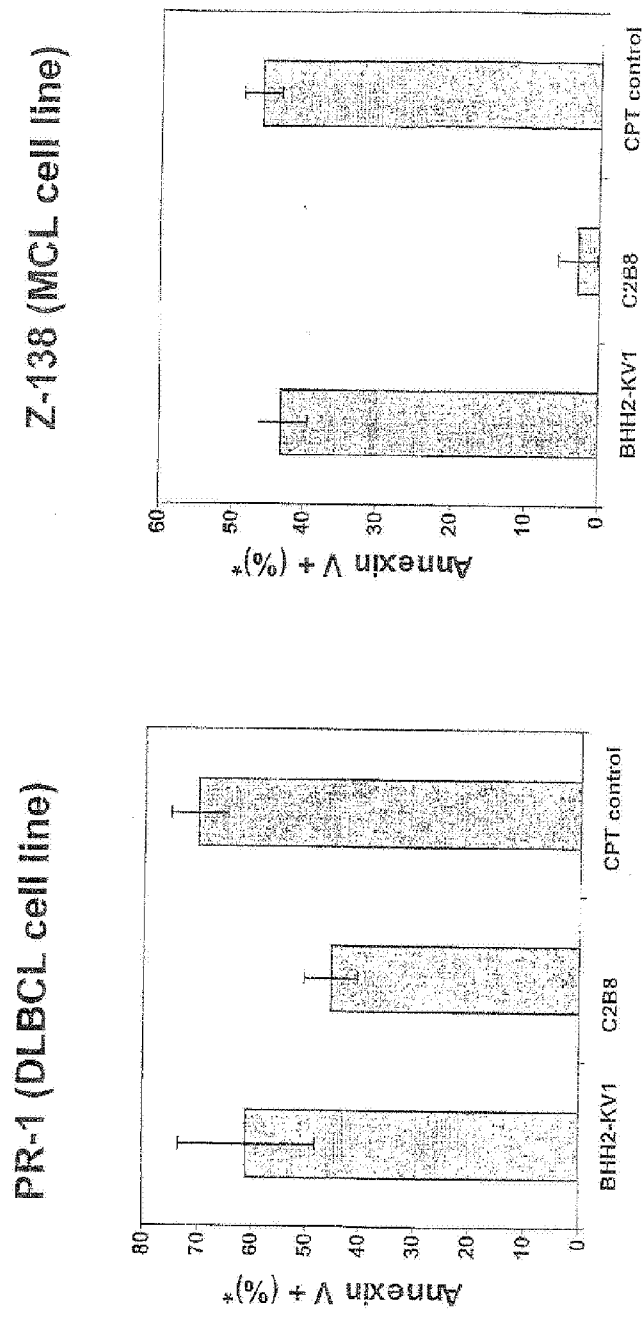 PR-1 (DLBCL cell line)
Annexin V + (%)*
80
70
60
50
40
30
20
10
0
BHH2-KV1
C2B8
CPT control
Z-138 (MCL cell line)
Annexin V + (%)*
60
50
40
30
20
10
0
BHH2-KV1
C2B8
CPT control